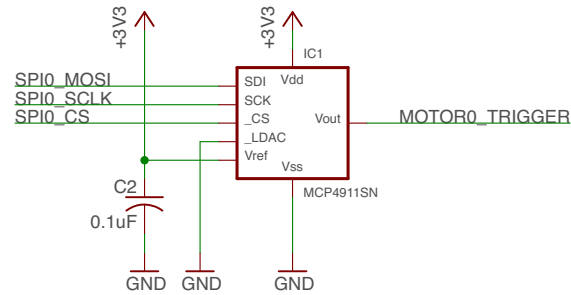 +3V3
+3V3
IC1
SPI0_MOSI
SDI
Vdd
SPI0_SCLK
SCK
SPI0_CS
_CS
Vout
MOTOR0_TRIGGER
_LDAC
Vref
Vss
C2
MCP4911SN
0.1uF
GND
GND
GND